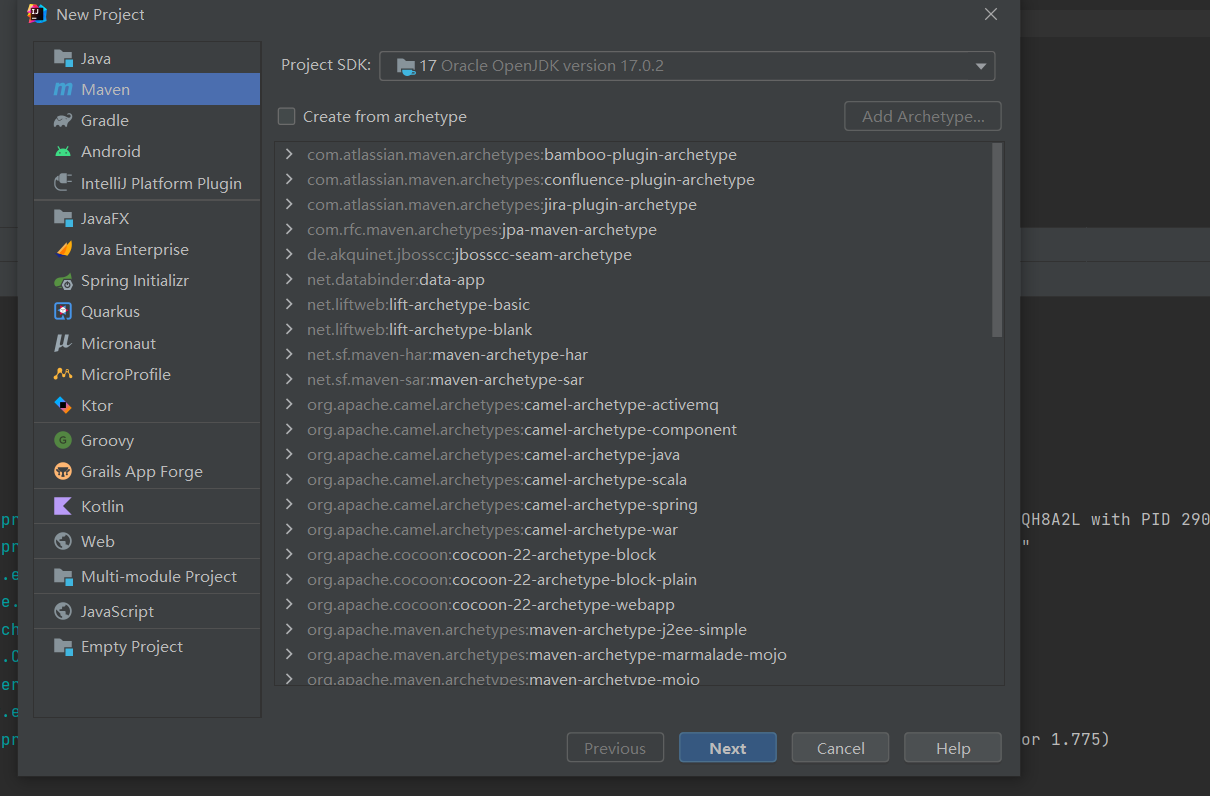 New Project
Java
Maven
Gradle
Android
IntelliJ Platform Plugin
JavaFX
Java Enterprise
Spring Initializr
Quarkus
Micronaut
MicroProfile
Ktor
Groovy
Grails App Forge
Kotlin
Web
Multi-module Project
JavaScript
Empty Project
Project SDK: 17 Oracle OpenJDK version 17.0.2
Create from archetype
Add Archetype...
com.atlassian.maven.archetypes:bamboo-plugin-archetype
com.atlassian.maven.archetypes:confluence-plugin-archetype
com.atlassian.maven.archetypes:jira-plugin-archetype
com.rfc.maven.archetypes:jpa-maven-archetype
de.akquinet.jbosscc:jbosscc-seam-archetype
net.databinder:data-app
net.liftweb:lift-archetype-basic
net.liftweb:lift-archetype-blank
net.sf.maven-har:maven-archetype-har
net.sf.maven-sar:maven-archetype-sar
org.apache.camel.archetypes:camel-archetype-activemq
org.apache.camel.archetypes:camel-archetype-component
org.apache.camel.archetypes:camel-archetype-java
org.apache.camel.archetypes:camel-archetype-scala
org.apache.camel.archetypes:camel-archetype-spring
org.apache.camel.archetypes:camel-archetype-war
org.apache.cocoon:cocoon-22-archetype-block
org.apache.cocoon:cocoon-22-archetype-block-plain
org.apache.cocoon:cocoon-22-archetype-webapp
org.apache.maven.archetypes:maven-archetype-j2ee-simple
org.apache.maven.archetypes:maven-archetype-marmalade-mojo
org.apache.maven.archetypes:maven-archetype-mojo
Previous
Next
Cancel
Help
pr
pr
.e
e.
ch
.C
er
.e
pr
QH8A2L with PID 290
"
or 1.775)